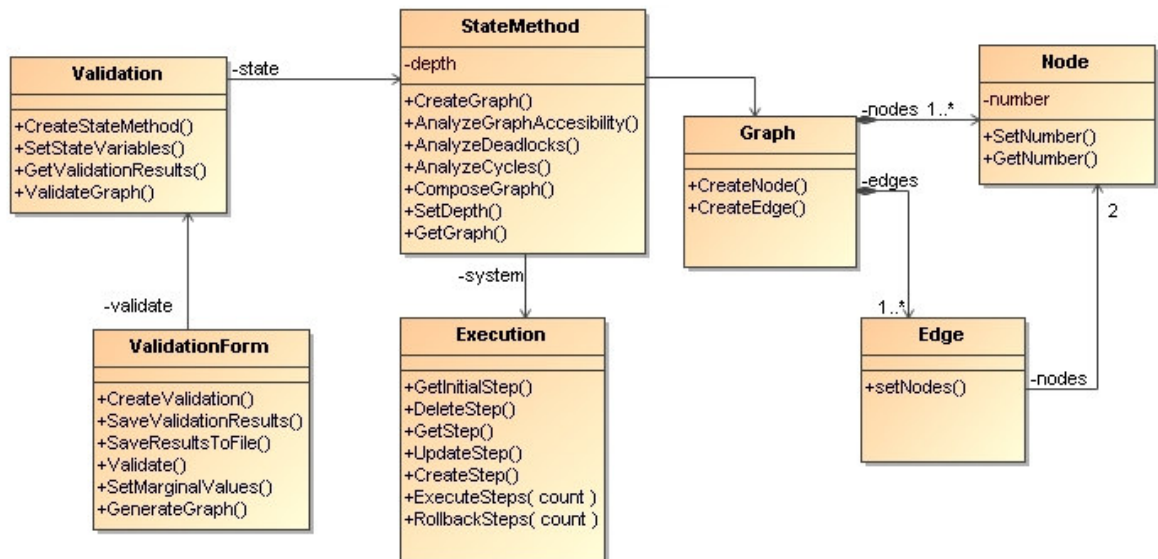 Validation
+CreateStateMethod()
+SetStateVariables()
+GetValidationResults()
+ValidateGraph()
-state
StateMethod
-depth
+CreateGraph()
+AnalyzeGraphAccesibility()
+AnalyzeDeadlocks()
+AnalyzeCycles()
+ComposeGraph()
+SetDepth()
+GetGraph()
Graph
+CreateNode()
+CreateEdge()
-nodes 1..*
-edges
Node
-number
+SetNumber()
+GetNumber()
2
-validate
-system
1..*
ValidationForm
+CreateValidation()
+SaveValidationResults()
+SaveResultsToFile()
+Validate()
+SetMarginalValues()
+GenerateGraph()
Execution
+GetInitialStep()
+DeleteStep()
+GetStep()
+UpdateStep()
+CreateStep()
+ExecuteSteps( count )
+RollbackSteps( count )
Edge
+setNodes()
-nodes